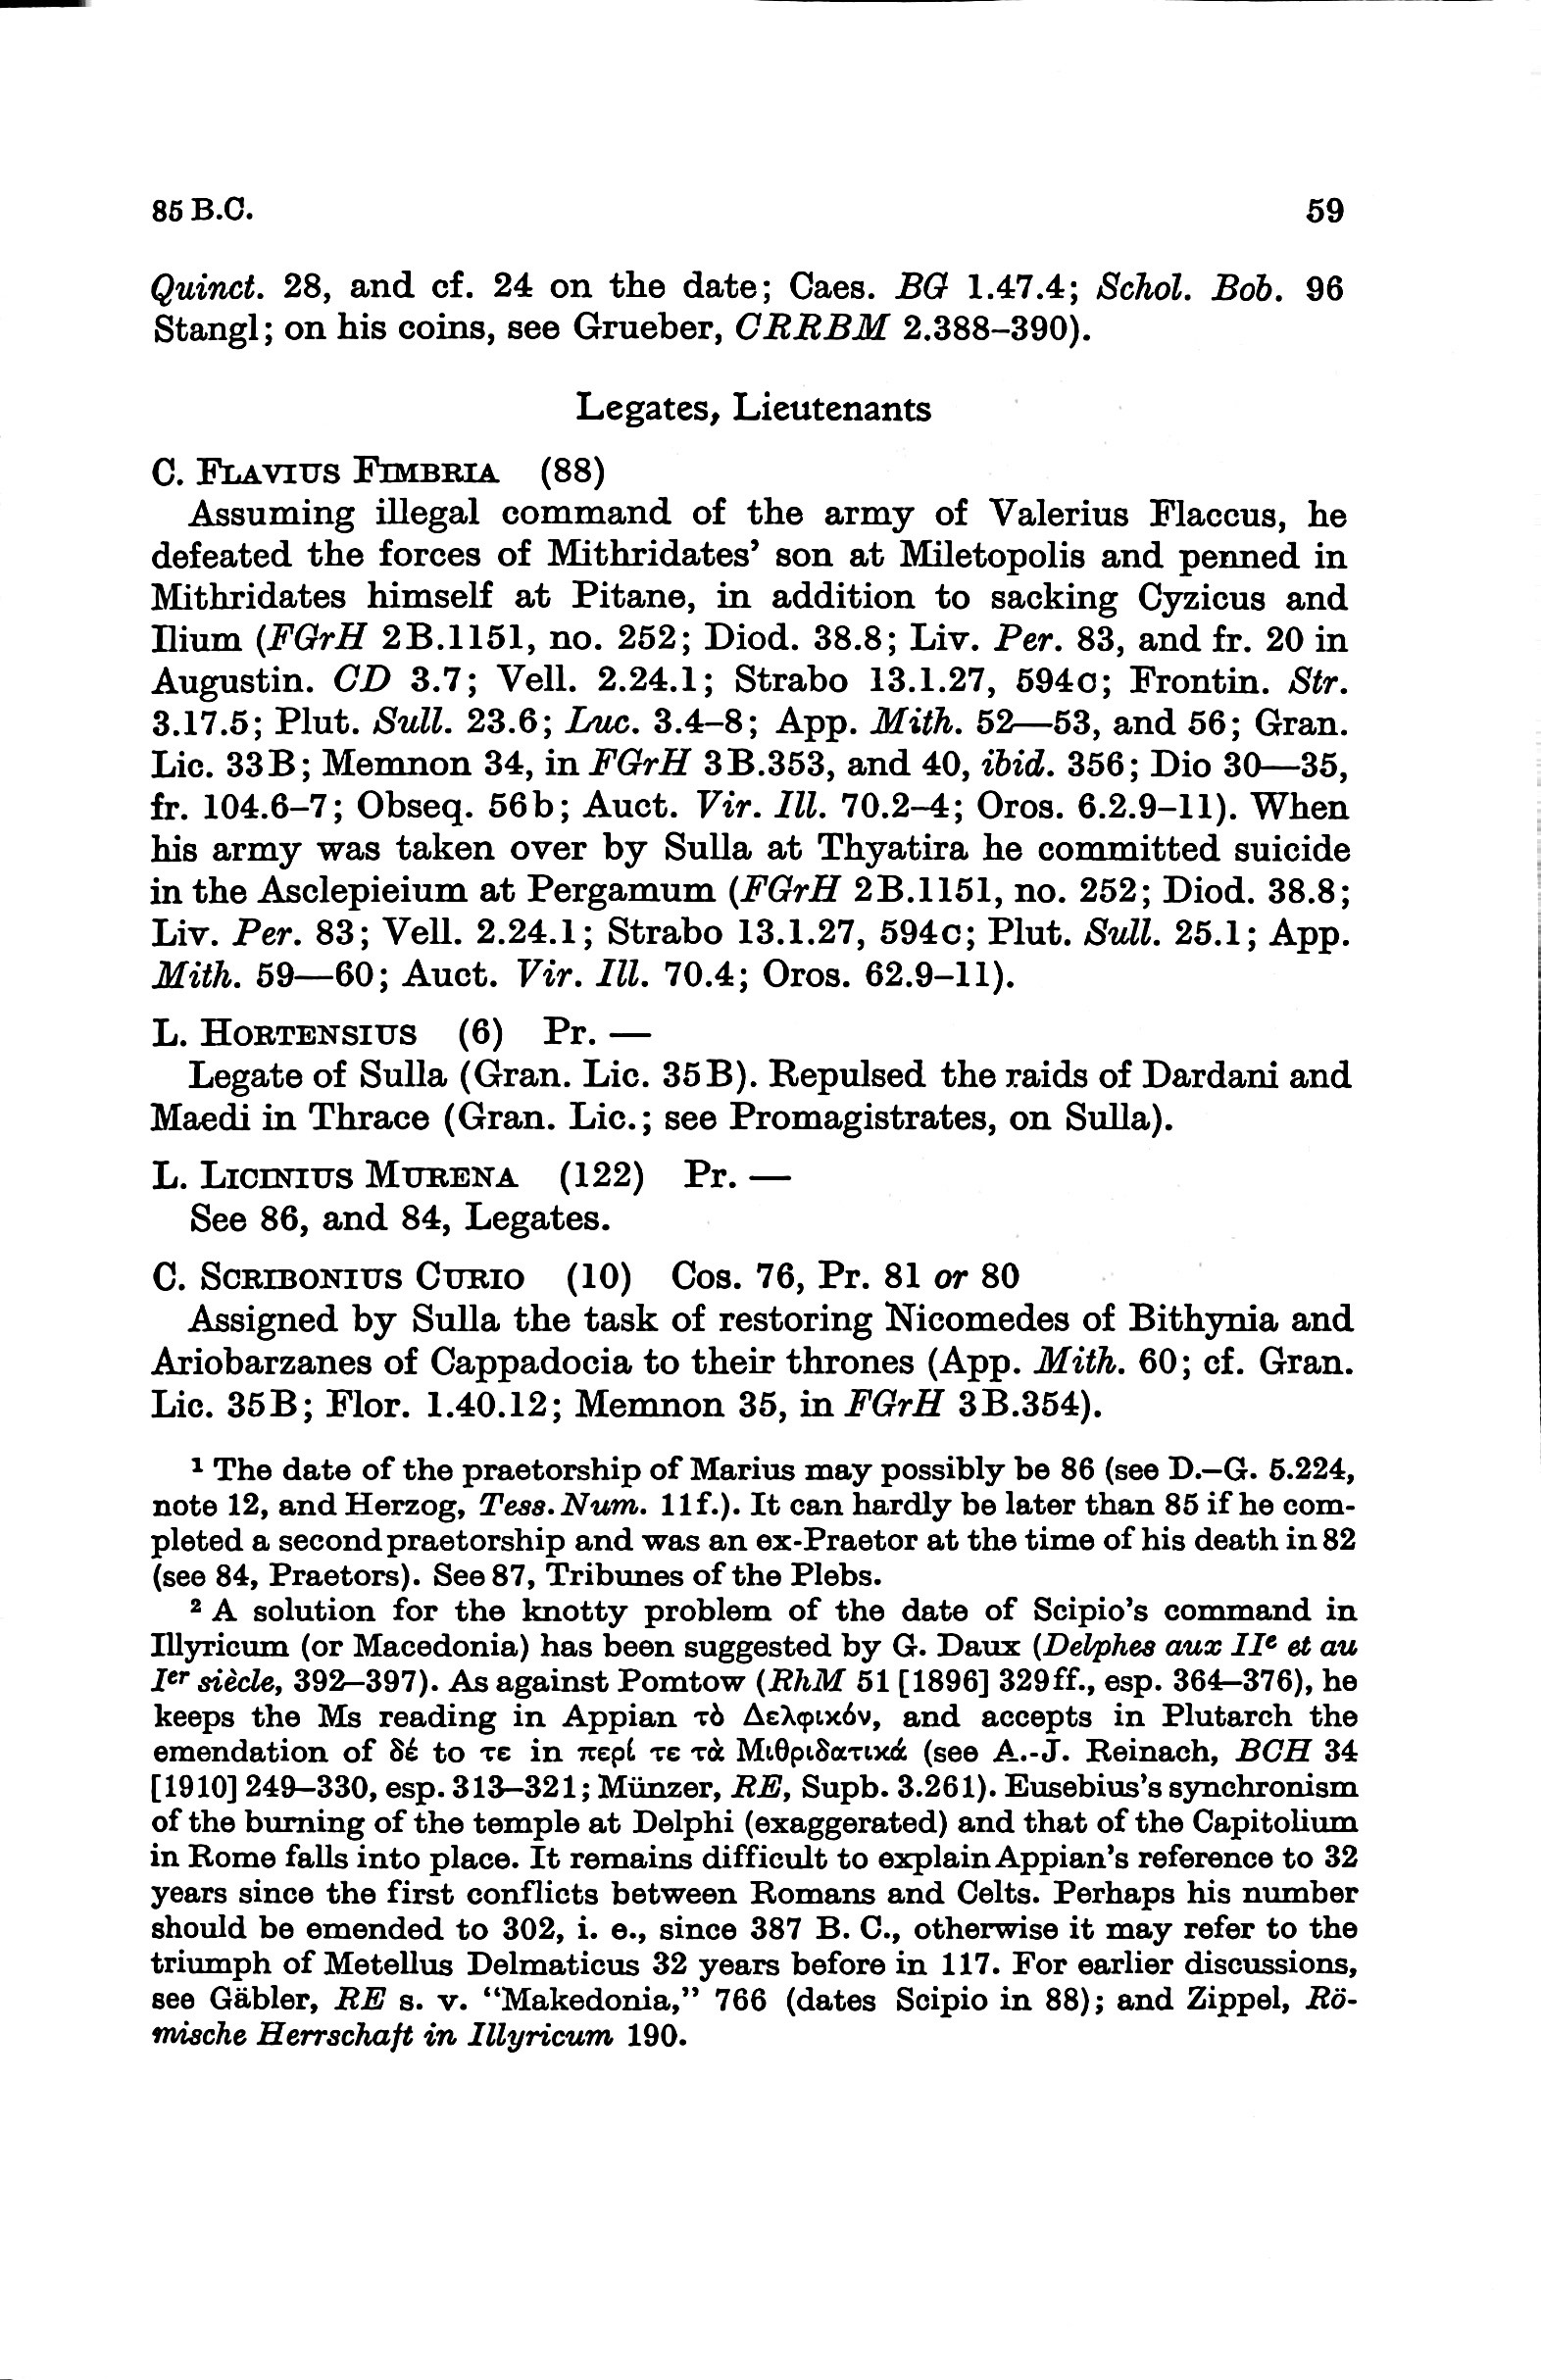 85 B.C. 59
Quinct. 28, and cf. 24 on the date; Caes. BG 1.47.4; Schol. Bob. 96
Stangl; on his coins, see Grueber, CRRBM 2.388–390).
Legates, Lieutenants
C. FLAVIUS FIMBRIA (88)
Assuming illegal command of the army of Valerius Flaccus, he
defeated the forces of Mithridates’ son at Miletopolis and penned in
Mithridates himself at Pitane, in addition to sacking Cyzicus and
Ilium (FGrH 2B.1151, no. 252; Diod. 38.8; Liv. Per. 83, and fr. 20 in
Augustin. CD 3.7; Vell. 2.24.1; Strabo 13.1.27, 594C; Frontin. Str.
3.17.5; Plut. Sull. 23.6; Luc. 3.4–8; App. Mith. 52—53, and 56; Gran.
Lic. 33B; Memnon 34, in FGrH 3B.353, and 40, ibid. 356; Dio 30—35,
fr. 104.6–7; Obseq. 56b; Auct. Vir. Ill. 70.2–4; Oros. 6.2.9–11). When
his army was taken over by Sulla at Thyatira he committed suicide
in the Asclepieium at Pergamum (FGrH 2B.1151, no. 252; Diod. 38.8;
Liv. Per. 83; Vell. 2.24.1; Strabo 13.1.27, 594C; Plut. Sull. 25.1; App.
Mith. 59—60; Auct. Vir. Ill. 70.4; Oros. 62.9–11).
L. HORTENSIUS (6) Pr. —
Legate of Sulla (Gran. Lic. 35B). Repulsed the raids of Dardani and
Maedi in Thrace (Gran. Lic.; see Promagistrates, on Sulla).
L. LICINIUS MURENA (122) Pr. —
See 86, and 84, Legates.
C. SCRIBONIUS CURIO (10) Cos. 76, Pr. 81 or 80
Assigned by Sulla the task of restoring Nicomedes of Bithynia and
Ariobarzanes of Cappadocia to their thrones (App. Mith. 60; cf. Gran.
Lic. 35B; Flor. 1.40.12; Memnon 35, in FGrH 3B.354).
¹ The date of the praetorship of Marius may possibly be 86 (see D.–G. 5.224,
note 12, and Herzog, Tess. Num. 11f.). It can hardly be later than 85 if he com-
pleted a second praetorship and was an ex-Praetor at the time of his death in 82
(see 84, Praetors). See 87, Tribunes of the Plebs.
² A solution for the knotty problem of the date of Scipio’s command in
Illyricum (or Macedonia) has been suggested by G. Daux (Delphes aux IIᵉ et au
Iᵉʳ siècle, 392–397). As against Pomtow (RhM 51 [1896] 329ff., esp. 364–376), he
keeps the Ms reading in Appian τὸ Δελφικόν, and accepts in Plutarch the
emendation of δέ to τε in περί τε τὰ Μιθριδατικά (see A.-J. Reinach, BCH 34
[1910] 249–330, esp. 313–321; Münzer, RE, Supb. 3.261). Eusebius’s synchronism
of the burning of the temple at Delphi (exaggerated) and that of the Capitolium
in Rome falls into place. It remains difficult to explain Appian’s reference to 32
years since the first conflicts between Romans and Celts. Perhaps his number
should be emended to 302, i. e., since 387 B. C., otherwise it may refer to the
triumph of Metellus Delmaticus 32 years before in 117. For earlier discussions,
see Gäbler, RE s. v. “Makedonia,” 766 (dates Scipio in 88); and Zippel, Rö-
mische Herrschaft in Illyricum 190.